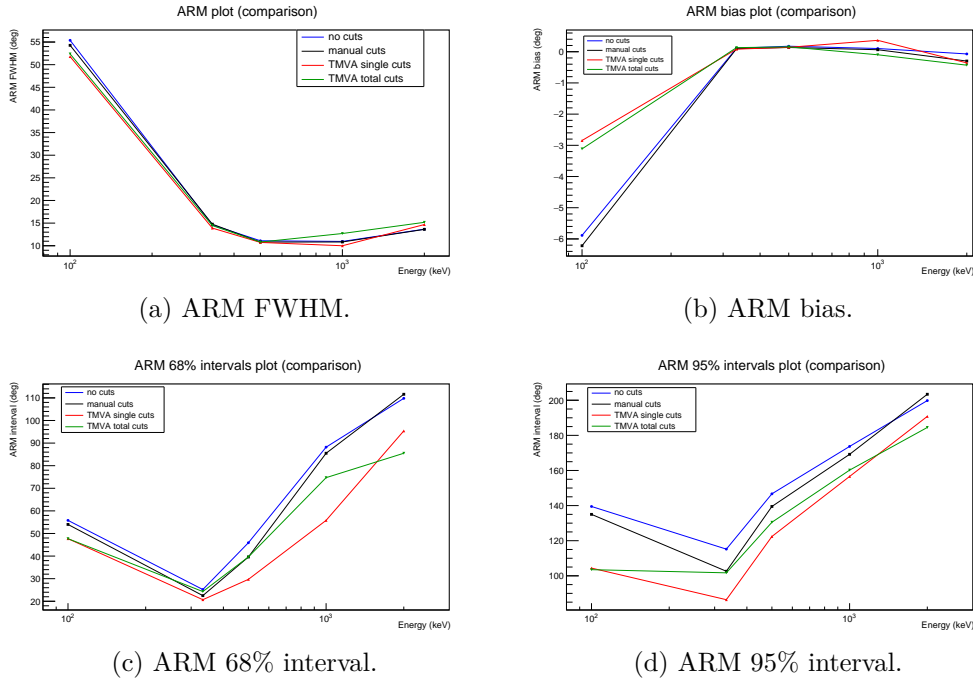 ARM plot (comparison)
ARM FWHM (deg)
55
50
45
40
35
30
25
20
15
10
no cuts
manual cuts
TMVA single cuts
TMVA total cuts
10²
10³
Energy (keV)
(a) ARM FWHM.
ARM bias plot (comparison)
ARM bias (deg)
0
−1
−2
−3
−4
−5
−6
no cuts
manual cuts
TMVA single cuts
TMVA total cuts
10²
10³
Energy (keV)
(b) ARM bias.
ARM 68% intervals plot (comparison)
ARM interval (deg)
110
100
90
80
70
60
50
40
30
20
no cuts
manual cuts
TMVA single cuts
TMVA total cuts
10²
10³
Energy (keV)
(c) ARM 68% interval.
ARM 95% intervals plot (comparison)
ARM interval (deg)
200
180
160
140
120
100
no cuts
manual cuts
TMVA single cuts
TMVA total cuts
10²
10³
Energy (keV)
(d) ARM 95% interval.